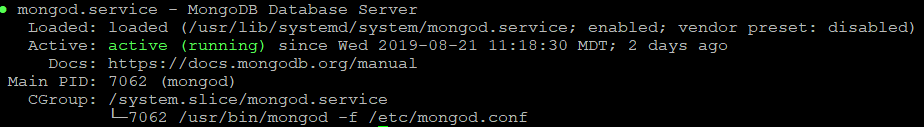 ● mongod.service - MongoDB Database Server
Loaded: loaded (/usr/lib/systemd/system/mongod.service; enabled; vendor preset: disabled)
Active: active (running) since Wed 2019-08-21 11:18:30 MDT; 2 days ago
Docs: https://docs.mongodb.org/manual
Main PID: 7062 (mongod)
CGroup: /system.slice/mongod.service
└─7062 /usr/bin/mongod -f /etc/mongod.conf